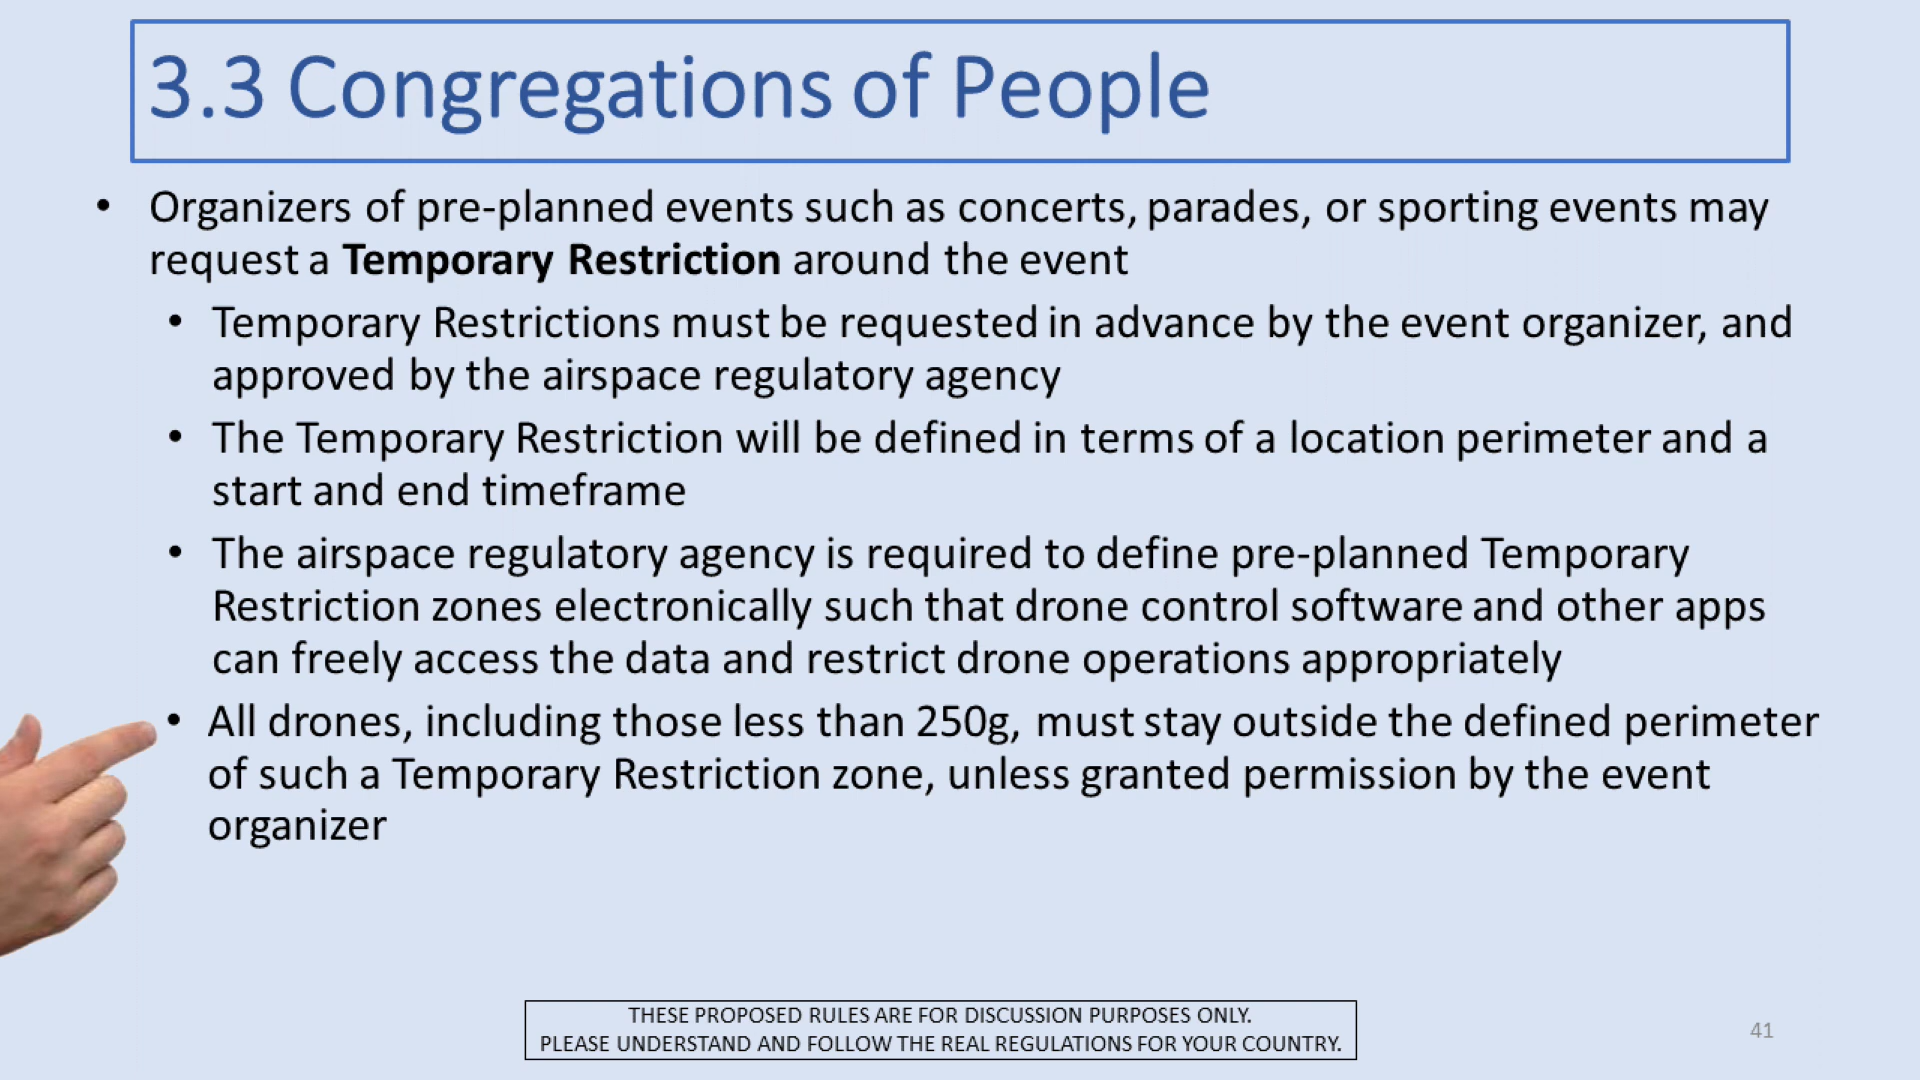 3.3 Congregations of People
• Organizers of pre-planned events such as concerts, parades, or sporting events may
request a Temporary Restriction around the event
• Temporary Restrictions must be requested in advance by the event organizer, and
approved by the airspace regulatory agency
• The Temporary Restriction will be defined in terms of a location perimeter and a
start and end timeframe
• The airspace regulatory agency is required to define pre-planned Temporary
Restriction zones electronically such that drone control software and other apps
can freely access the data and restrict drone operations appropriately
• All drones, including those less than 250g, must stay outside the defined perimeter
of such a Temporary Restriction zone, unless granted permission by the event
organizer
THESE PROPOSED RULES ARE FOR DISCUSSION PURPOSES ONLY.
PLEASE UNDERSTAND AND FOLLOW THE REAL REGULATIONS FOR YOUR COUNTRY.
41